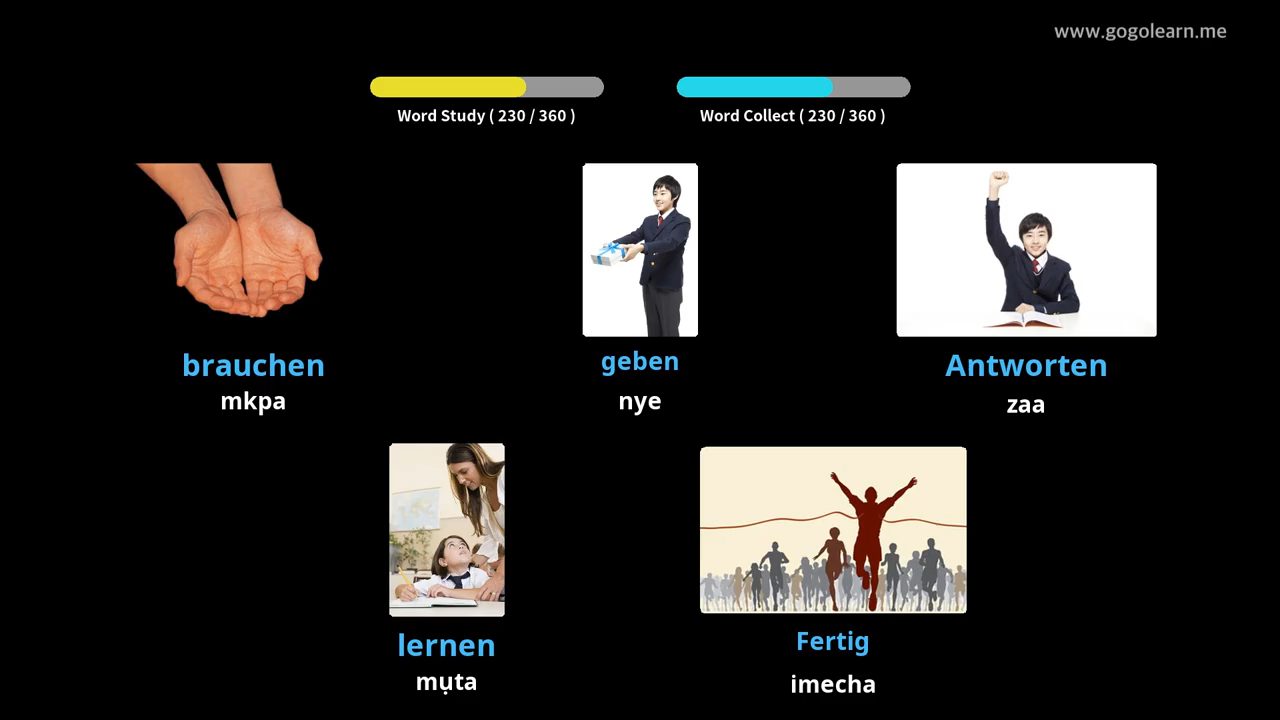 www.gogolearn.me
Word Study ( 230 / 360 )
Word Collect ( 230 / 360 )
brauchen
mkpa
geben
nye
Antworten
zaa
lernen
mụta
Fertig
imecha